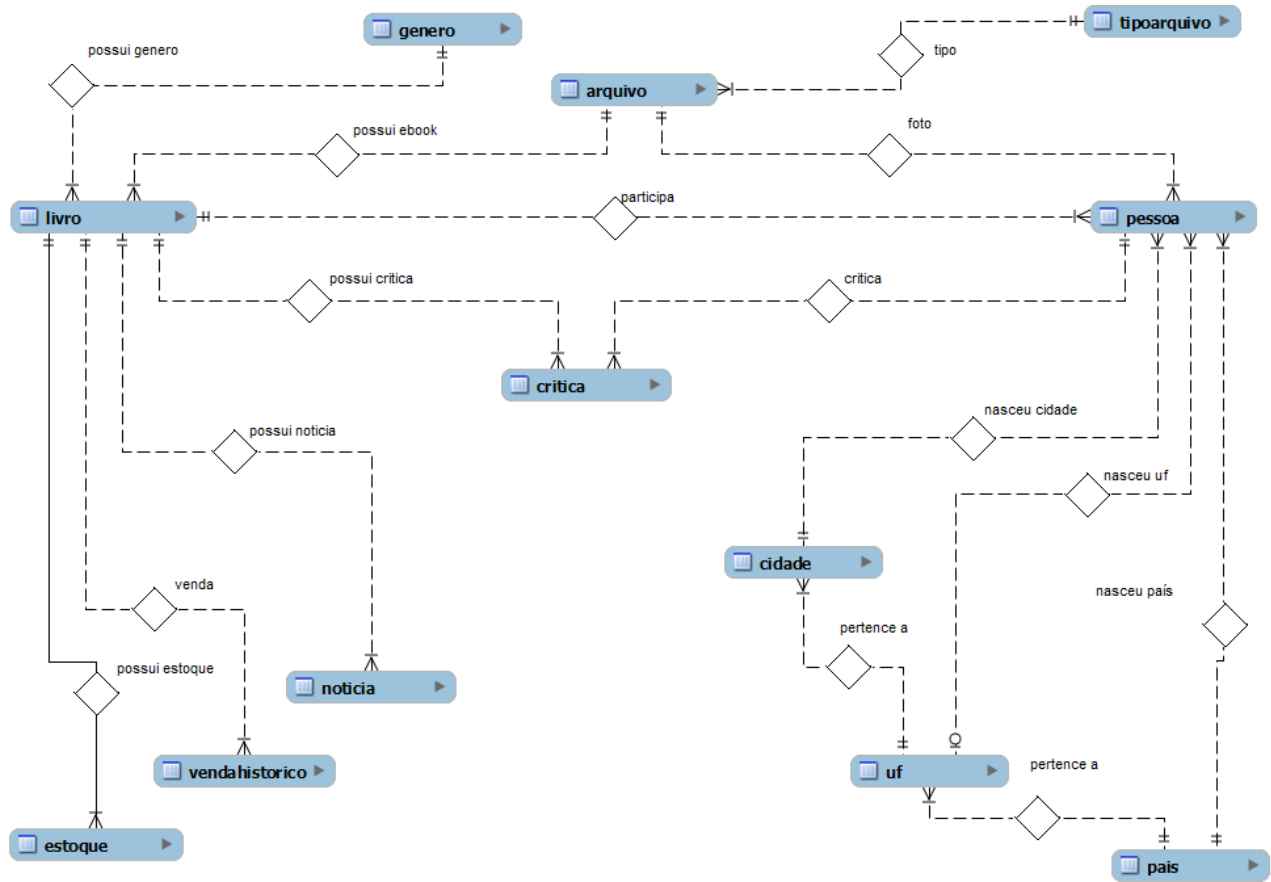 genero
tipoarquivo
possui genero
tipo
arquivo
possui ebook
foto
participa
livro
pessoa
possui critica
critica
critica
nasceu cidade
possui noticia
nasceu uf
cidade
venda
nasceu país
pertence a
possui estoque
noticia
vendahistorico
uf
pertence a
estoque
pais